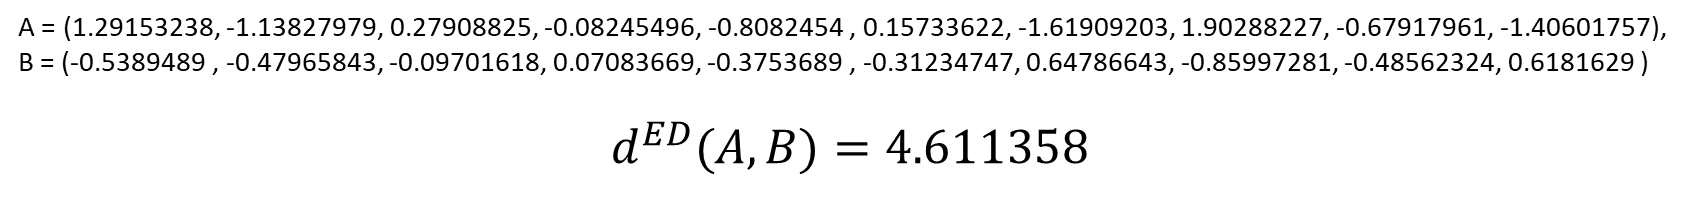 A = (1.29153238, -1.13827979, 0.27908825, -0.08245496, -0.8082454 , 0.15733622, -1.61909203, 1.90288227, -0.67917961, -1.40601757),
B = (-0.5389489 , -0.47965843, -0.09701618, 0.07083669, -0.3753689 , -0.31234747, 0.64786643, -0.85997281, -0.48562324, 0.6181629 )
d^{ED}(A, B) = 4.611358